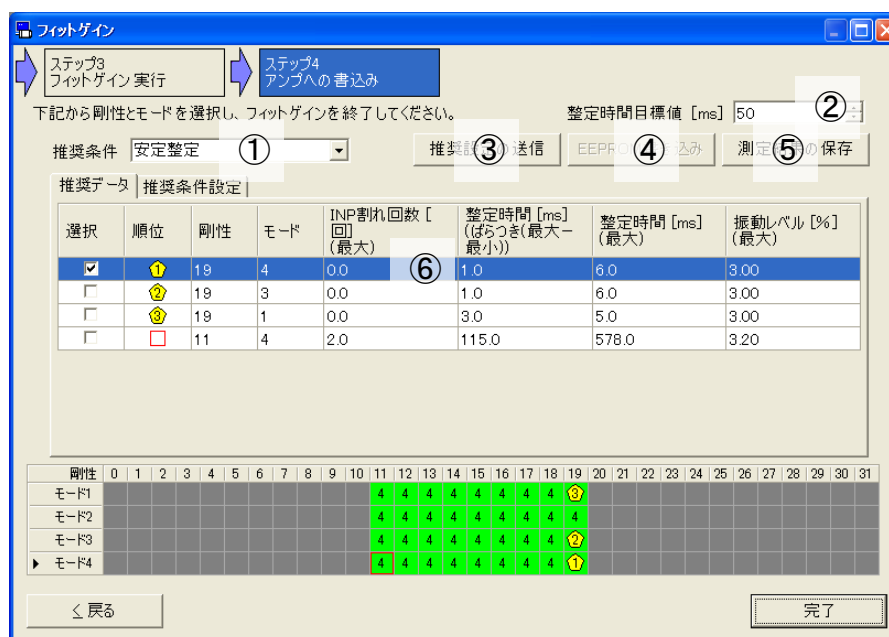 フィットゲイン
ステップ3
フィットゲイン 実行
ステップ4
アンプへの書込み
下記から剛性とモードを選択し、フィットゲインを終了してください。
整定時間目標値 [ms] 50 ②
推奨条件 安定整定 ①
推奨設定の送信 ③
EEPROM 込み ④
測定結果の保存 ⑤
推奨データ 推奨条件設定
選択 順位 剛性 モード INP割れ回数 [回] (最大) 整定時間 [ms] (ばらつき(最大－最小)) 整定時間 [ms] (最大) 振動レベル [%] (最大)
1 19 4 0.0 ⑥ 1.0 6.0 3.00
2 19 3 0.0 1.0 6.0 3.00
3 19 1 0.0 3.0 5.0 3.00
11 4 2.0 115.0 578.0 3.20
剛性 0 1 2 3 4 5 6 7 8 9 10 11 12 13 14 15 16 17 18 19 20 21 22 23 24 25 26 27 28 29 30 31
モード1 4 4 4 4 4 4 4 4 3
モード2 4 4 4 4 4 4 4 4 4
モード3 4 4 4 4 4 4 4 4 2
モード4 4 4 4 4 4 4 4 4 1
< 戻る
完了